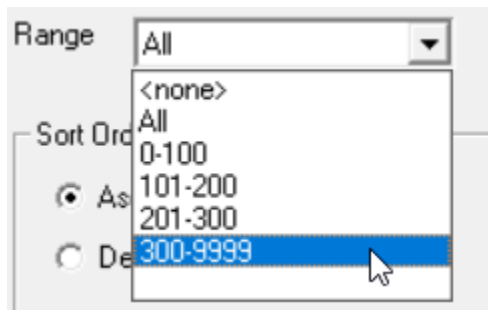 Range All
<none>
All
Sort Ord
0-100
As
101-200
201-300
De
300-9999